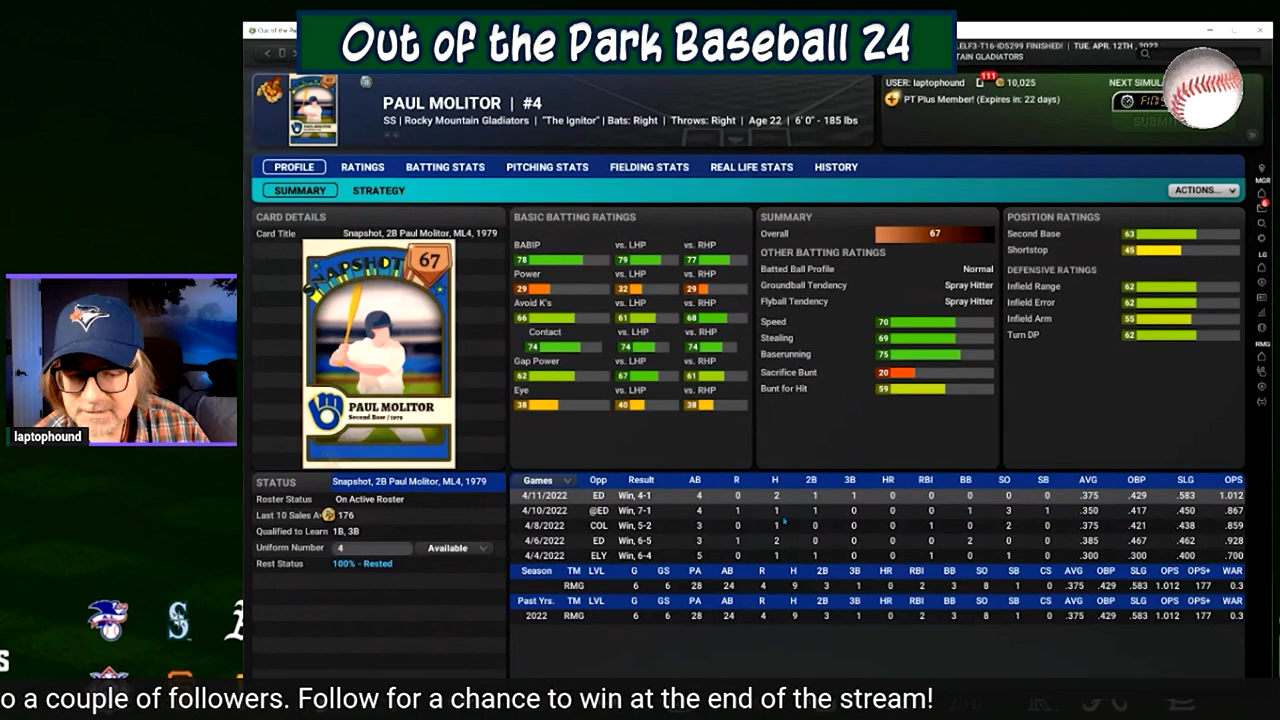 Out of the Park Baseball 24
Out of the Pa
ELF3-T16-ID5299 FINISHED! | TUE. APR. 12TH, 2022
TAIN GLADIATORS
PAUL MOLITOR | #4
SS | Rocky Mountain Gladiators | "The Ignitor" | Bats: Right | Throws: Right | Age 22 | 6' 0" - 185 lbs
USER: laptophound 111 10,025
PT Plus Member! (Expires in: 22 days)
NEXT SIMUL
PROFILE RATINGS BATTING STATS PITCHING STATS FIELDING STATS REAL LIFE STATS HISTORY
SUMMARY STRATEGY ACTIONS...
CARD DETAILS
Card Title Snapshot, 2B Paul Molitor, ML4, 1979
SNAPSHOT 67
PAUL MOLITOR
Second Base / 1979
BASIC BATTING RATINGS
BABIP vs. LHP vs. RHP
78 79 77
Power vs. LHP vs. RHP
29 32 29
Avoid K's vs. LHP vs. RHP
66 61 68
Contact vs. LHP vs. RHP
74 74 74
Gap Power vs. LHP vs. RHP
62 67 61
Eye vs. LHP vs. RHP
38 40 38
SUMMARY
Overall 67
OTHER BATTING RATINGS
Batted Ball Profile Normal
Groundball Tendency Spray Hitter
Flyball Tendency Spray Hitter
Speed 70
Stealing 69
Baserunning 75
Sacrifice Bunt 20
Bunt for Hit 59
POSITION RATINGS
Second Base 63
Shortstop 45
DEFENSIVE RATINGS
Infield Range 62
Infield Error 62
Infield Arm 55
Turn DP 62
MGR
6
LG
RMG
laptophound
STATUS Snapshot, 2B Paul Molitor, ML4, 1979
Roster Status On Active Roster
Last 10 Sales A 176
Qualified to Learn 1B, 3B
Uniform Number 4 Available
Rest Status 100% - Rested
Games Opp Result AB R H 2B 3B HR RBI BB SO SB AVG OBP SLG OPS
4/11/2022 ED Win, 4-1 4 0 2 1 1 0 0 0 0 0 .375 .429 .583 1.012
4/10/2022 @ED Win, 7-1 4 1 1 1 0 0 0 1 3 1 .350 .417 .450 .867
4/8/2022 COL Win, 5-2 3 0 1 0 0 0 1 0 2 0 .375 .421 .438 .859
4/6/2022 ED Win, 6-5 3 1 2 0 0 0 0 2 0 0 .385 .467 .462 .928
4/4/2022 ELY Win, 6-4 5 0 1 1 0 0 1 0 1 0 .300 .300 .400 .700
Season TM LVL G GS PA AB R H 2B 3B HR RBI BB SO SB CS AVG OBP SLG OPS OPS+ WAR
RMG 6 6 28 24 4 9 3 1 0 2 3 8 1 0 .375 .429 .583 1.012 177 0.3
Past Yrs. TM LVL G GS PA AB R H 2B 3B HR RBI BB SO SB CS AVG OBP SLG OPS OPS+ WAR
2022 RMG 6 6 28 24 4 9 3 1 0 2 3 8 1 0 .375 .429 .583 1.012 177 0.3
S
o a couple of followers. Follow for a chance to win at the end of the stream!